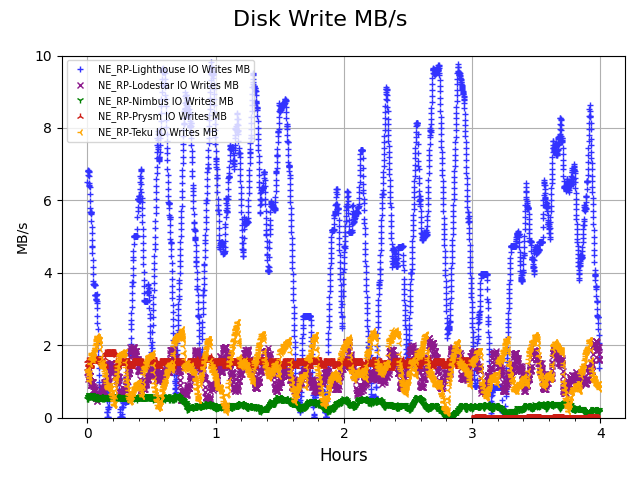 Disk Write MB/s
NE_RP-Lighthouse IO Writes MB
NE_RP-Lodestar IO Writes MB
NE_RP-Nimbus IO Writes MB
NE_RP-Prysm IO Writes MB
NE_RP-Teku IO Writes MB
10
8
6
4
2
0
MB/s
0 1 2 3 4
Hours